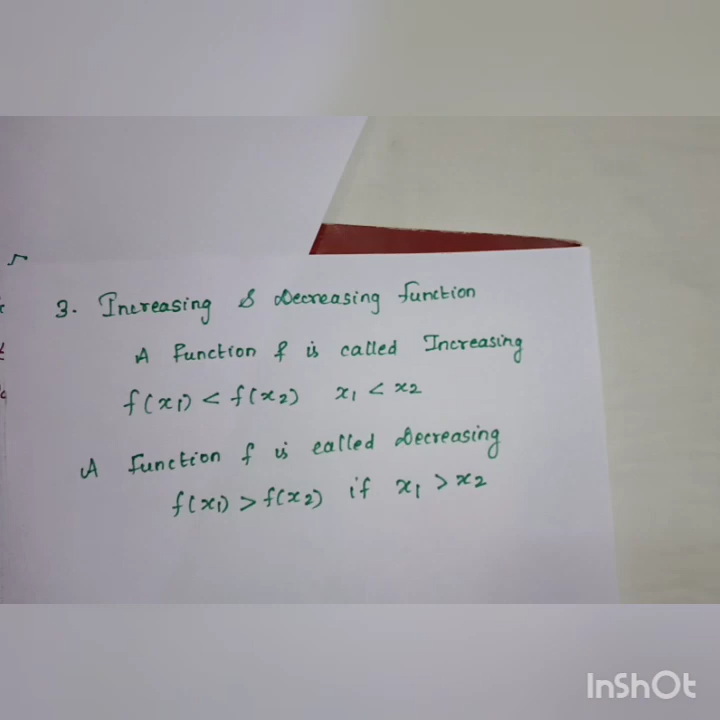 3. Increasing & Decreasing function
A function f is called Increasing
f(x1) < f(x2) x1 < x2
A function f is called Decreasing
f(x1) > f(x2) if x1 > x2
InShOt